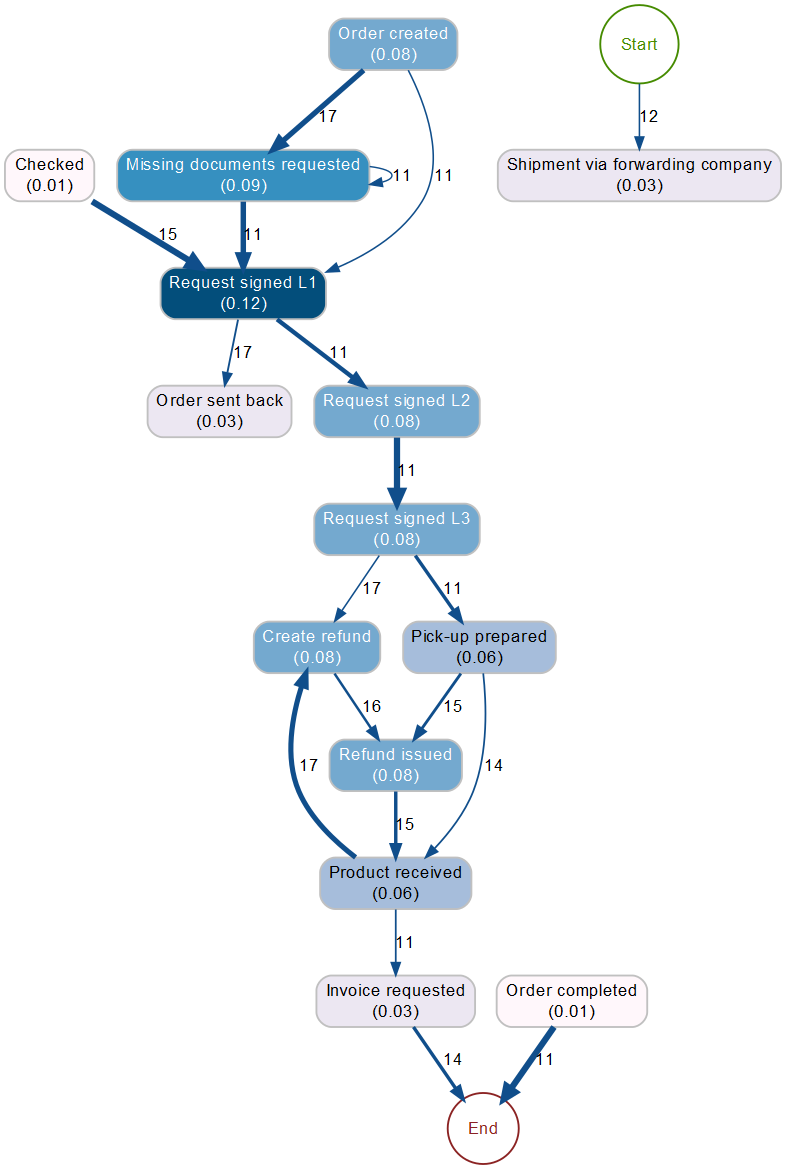 Order created
(0.08)
Start
17
12
Checked
(0.01)
Missing documents requested
(0.09)
11
11
Shipment via forwarding company
(0.03)
15
11
Request signed L1
(0.12)
17
11
Order sent back
(0.03)
Request signed L2
(0.08)
11
Request signed L3
(0.08)
17
11
Create refund
(0.08)
Pick-up prepared
(0.06)
16
15
Refund issued
(0.08)
17
14
15
Product received
(0.06)
11
Invoice requested
(0.03)
Order completed
(0.01)
14
11
End